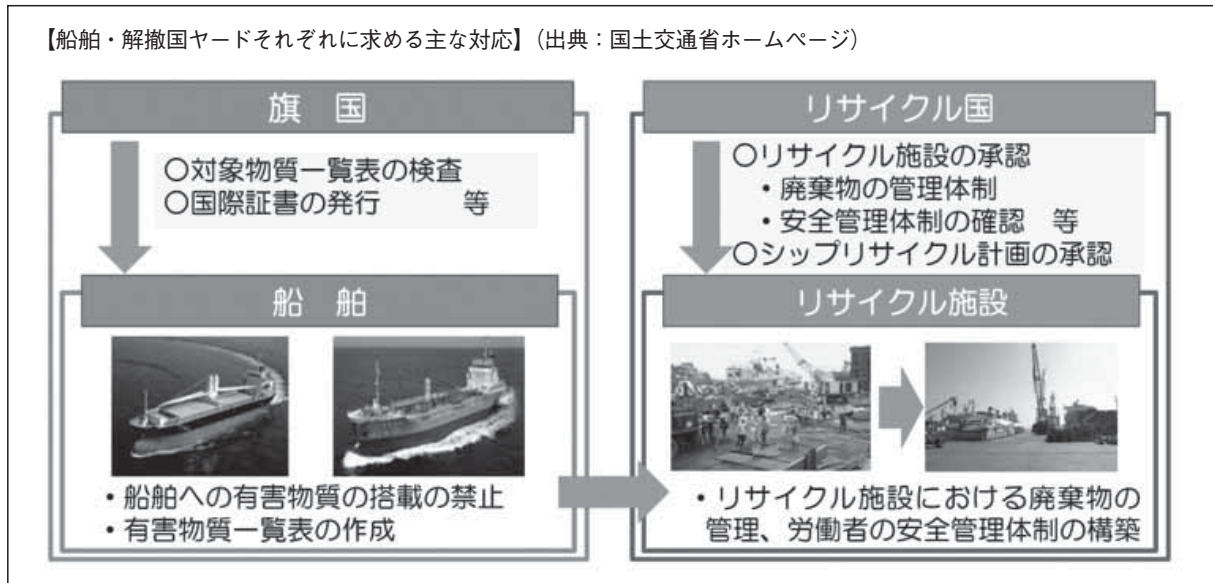 【船舶・解撤国ヤードそれぞれに求める主な対応】（出典：国土交通省ホームページ）
旗　国
○対象物質一覧表の検査
○国際証書の発行　　　等
船　舶
・船舶への有害物質の搭載の禁止
・有害物質一覧表の作成
リサイクル国
○リサイクル施設の承認
・廃棄物の管理体制
・安全管理体制の確認　等
○シップリサイクル計画の承認
リサイクル施設
・リサイクル施設における廃棄物の
管理、労働者の安全管理体制の構築